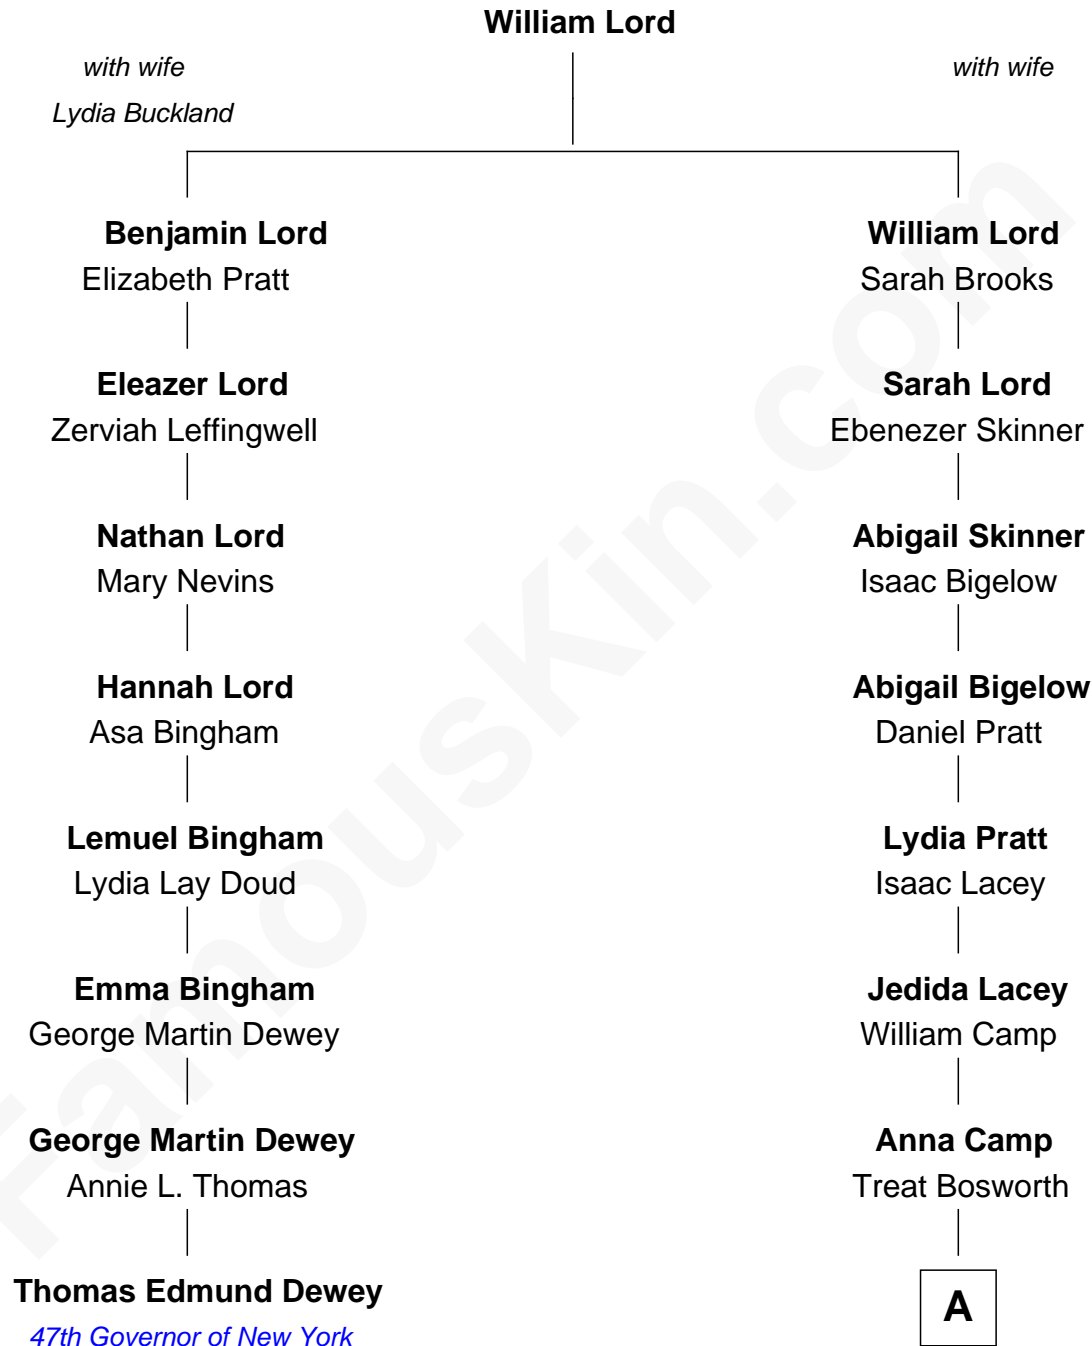 William Lord
with wife
Lydia Buckland
with wife
Benjamin Lord
Elizabeth Pratt
William Lord
Sarah Brooks
Eleazer Lord
Zerviah Leffingwell
Sarah Lord
Ebenezer Skinner
Nathan Lord
Mary Nevins
Abigail Skinner
Isaac Bigelow
Hannah Lord
Asa Bingham
Abigail Bigelow
Daniel Pratt
Lemuel Bingham
Lydia Lay Doud
Lydia Pratt
Isaac Lacey
Emma Bingham
George Martin Dewey
Jedida Lacey
William Camp
George Martin Dewey
Annie L. Thomas
Anna Camp
Treat Bosworth
Thomas Edmund Dewey
47th Governor of New York
A
FamousKin.com